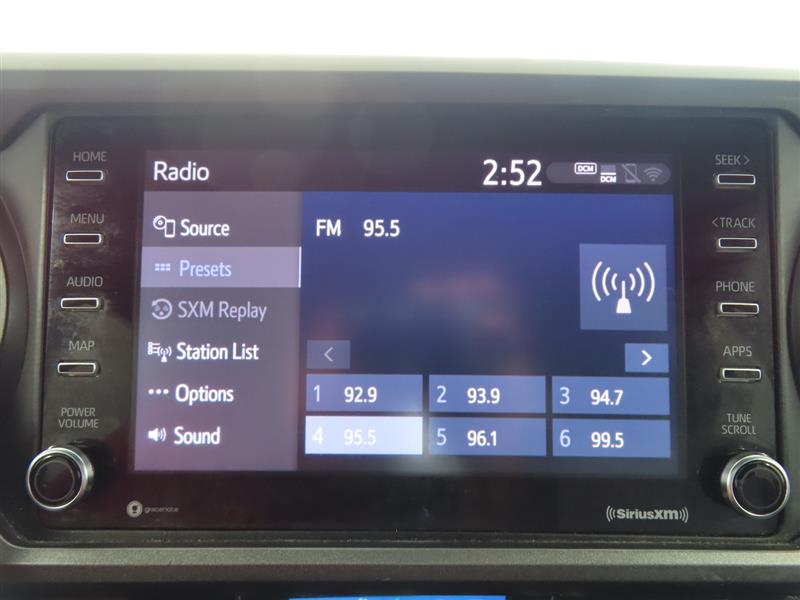 HOME
MENU
AUDIO
MAP
POWER
VOLUME
Radio
2:52
DCM
DCM
Source
Presets
SXM Replay
Station List
Options
Sound
FM 95.5
<
>
1 92.9
2 93.9
3 94.7
4 95.5
5 96.1
6 99.5
SEEK >
< TRACK
PHONE
APPS
TUNE
SCROLL
gracenote
SiriusXM